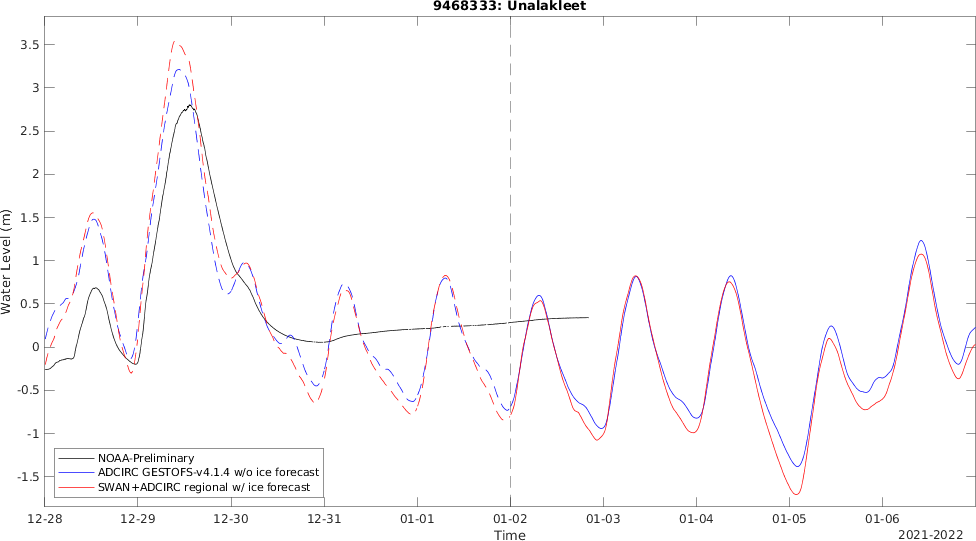 9468333: Unalakleet
3.5
3
2.5
2
1.5
1
0.5
0
-0.5
-1
-1.5
Water Level (m)
NOAA-Preliminary
ADCIRC GESTOFS-v4.1.4 w/o ice forecast
SWAN+ADCIRC regional w/ ice forecast
12-28 12-29 12-30 12-31 01-01 01-02 01-03 01-04 01-05 01-06
Time
2021-2022